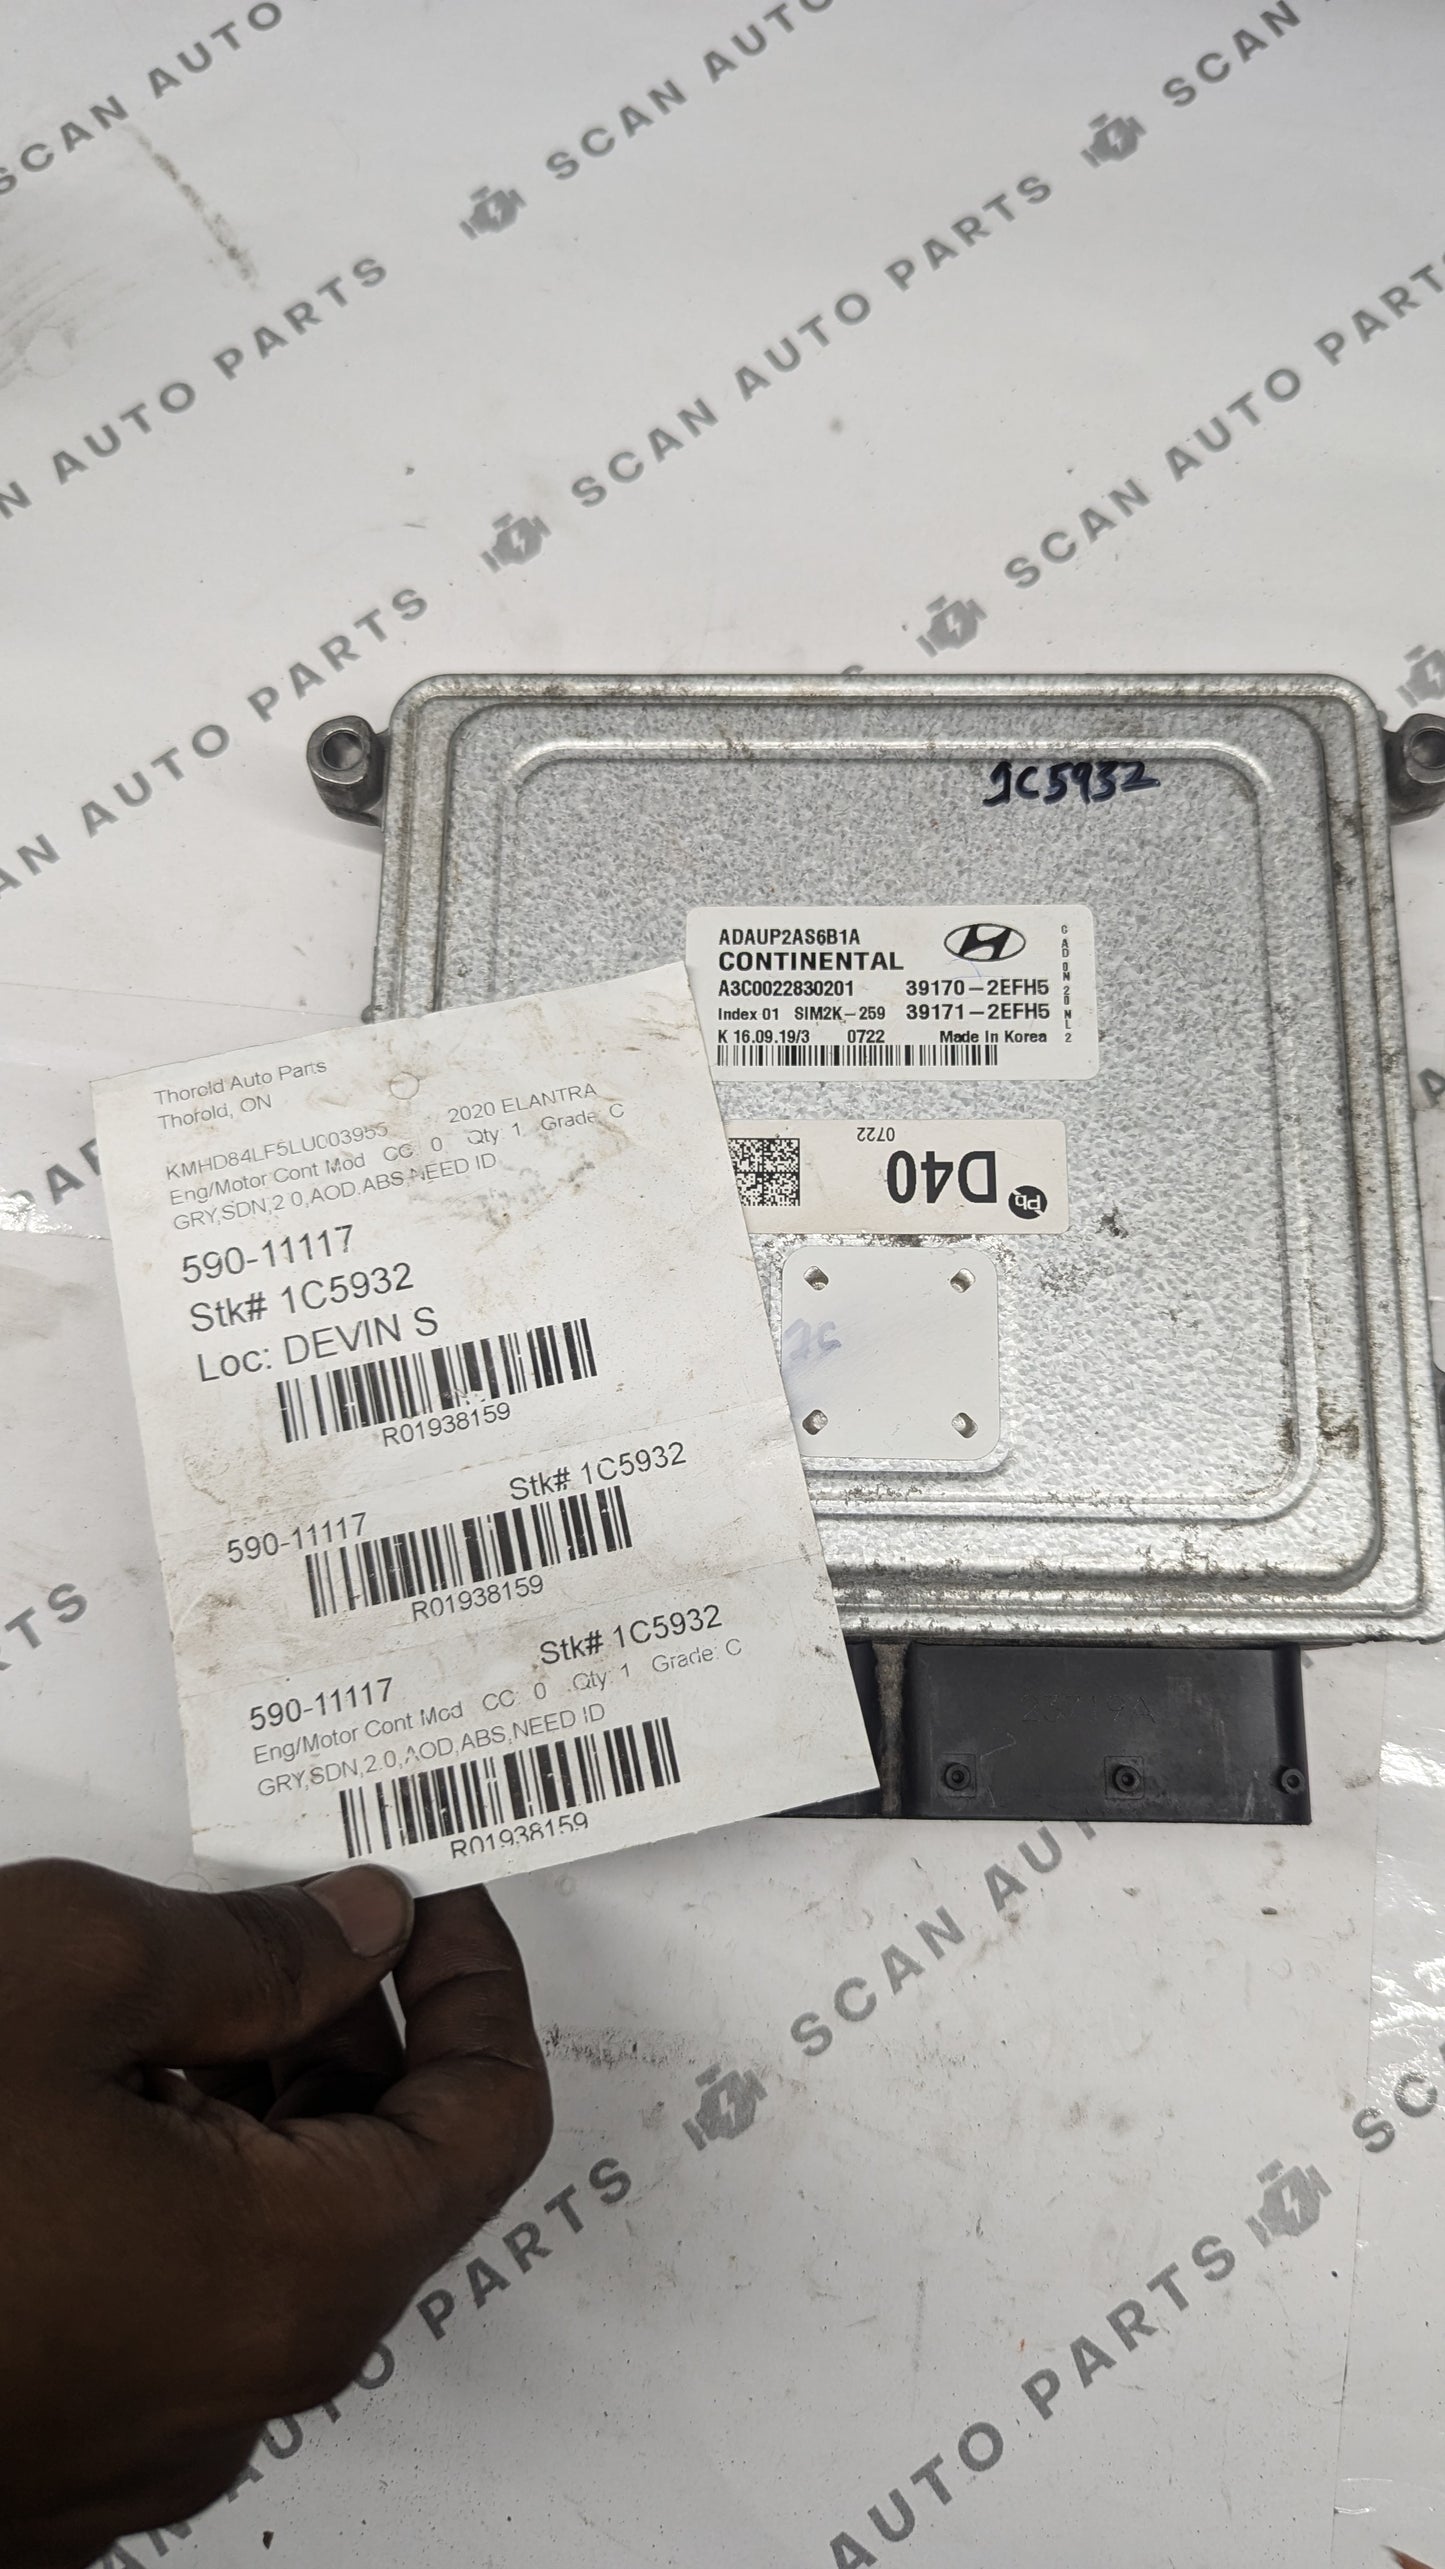 SCAN AUTO PARTS
1C5932
ADAUP2AS6B1A
CONTINENTAL
A3C0022830201 39170-2EFH5
Index 01 SIM2K-259 39171-2EFH5
K 16.09.19/3 0722 Made In Korea
0722
D40
Pb
Thorold Auto Parts
Thorold, ON
KMHD84LF5LU003955 2020 ELANTRA
Eng/Motor Cont Mod CC: 0 Qty: 1 Grade: C
GRY,SDN,2.0,AOD,ABS,NEED ID
590-11117
Stk# 1C5932
Loc: DEVIN S
R01938159
590-11117 Stk# 1C5932
R01938159
590-11117 Stk# 1C5932
Eng/Motor Cont Mod CC: 0 Qty: 1 Grade: C
GRY,SDN,2.0,AOD,ABS,NEED ID
R01938159
23719A